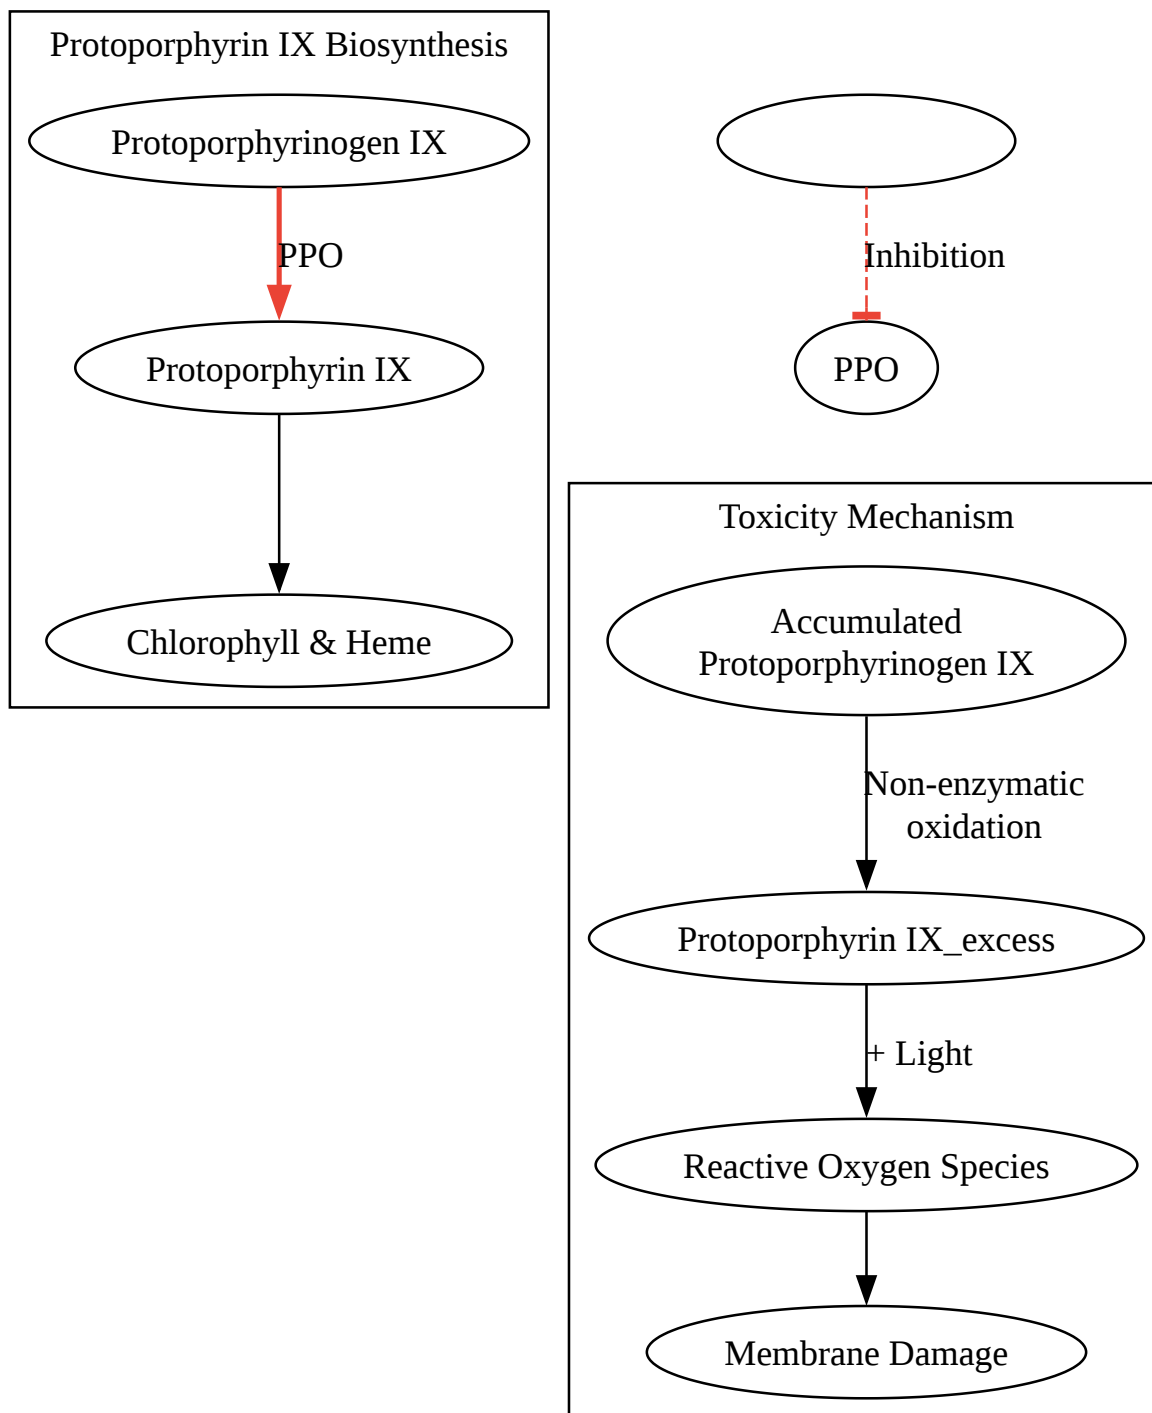 Protoporphyrin IX Biosynthesis
Protoporphyrinogen IX
PPO
Protoporphyrin IX
Chlorophyll & Heme
Inhibition
PPO
Toxicity Mechanism
Accumulated
Protoporphyrinogen IX
Non-enzymatic
oxidation
Protoporphyrin IX_excess
+ Light
Reactive Oxygen Species
Membrane Damage